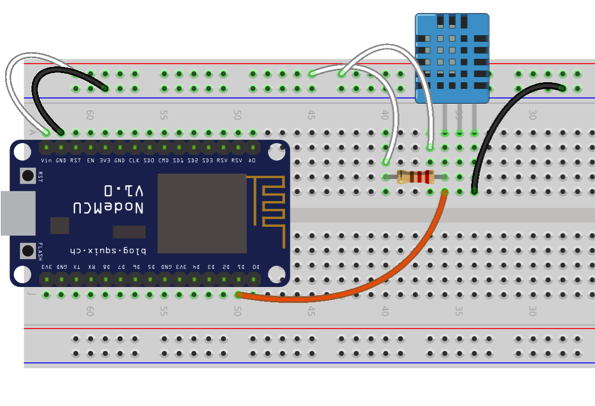 60 45 40 35 30
A
Vin GND RST EN 3V3 GND CLK SD0 CMD SD1 SD2 SD3 RSV RSV A0
RST
NodeMCU
V1.0
FLASH
blog.squix.ch
3V3 GND TX RX D8 D7 D6 D5 GND 3V3 D4 D3 D2 D1 D0
J
60 55 50 45 40 35 30